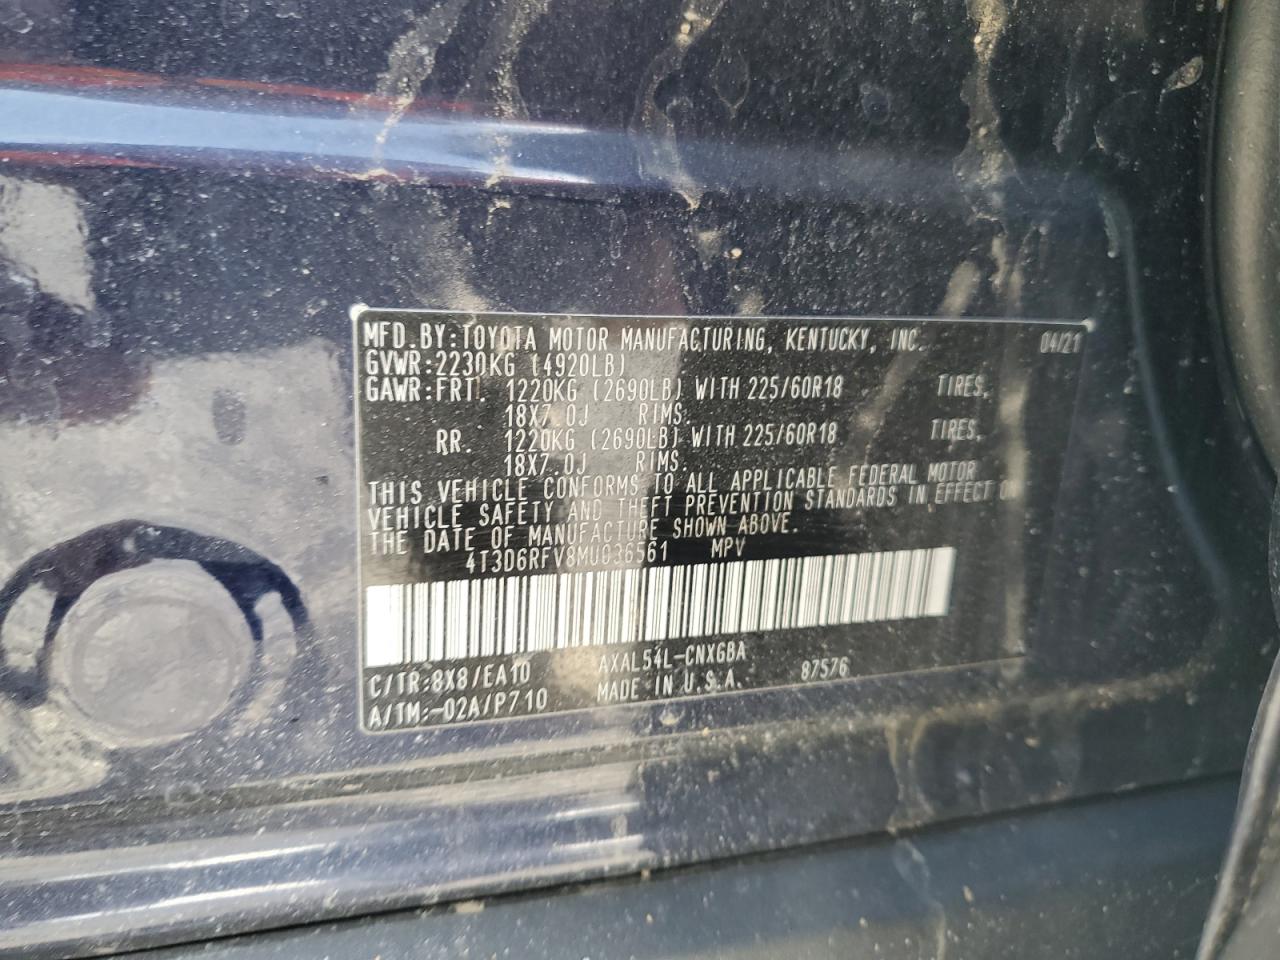 MFD.BY:TOYOTA MOTOR MANUFACTURING, KENTUCKY, INC. 04/21
GVWR:2230KG (4920LB)
GAWR:FRT. 1220KG (2690LB) WITH 225/60R18 TIRES,
18X7.0J RIMS.
RR. 1220KG (2690LB) WITH 225/60R18 TIRES,
18X7.0J RIMS.
THIS VEHICLE CONFORMS TO ALL APPLICABLE FEDERAL MOTOR
VEHICLE SAFETY AND THEFT PREVENTION STANDARDS IN EFFECT ON
THE DATE OF MANUFACTURE SHOWN ABOVE.
4T3D6RFV8MU036561 MPV
C/TR:8X8/EA10 AXAL54L-CNXGBA
A/TM:-02A/P710 MADE IN U.S.A. 87576